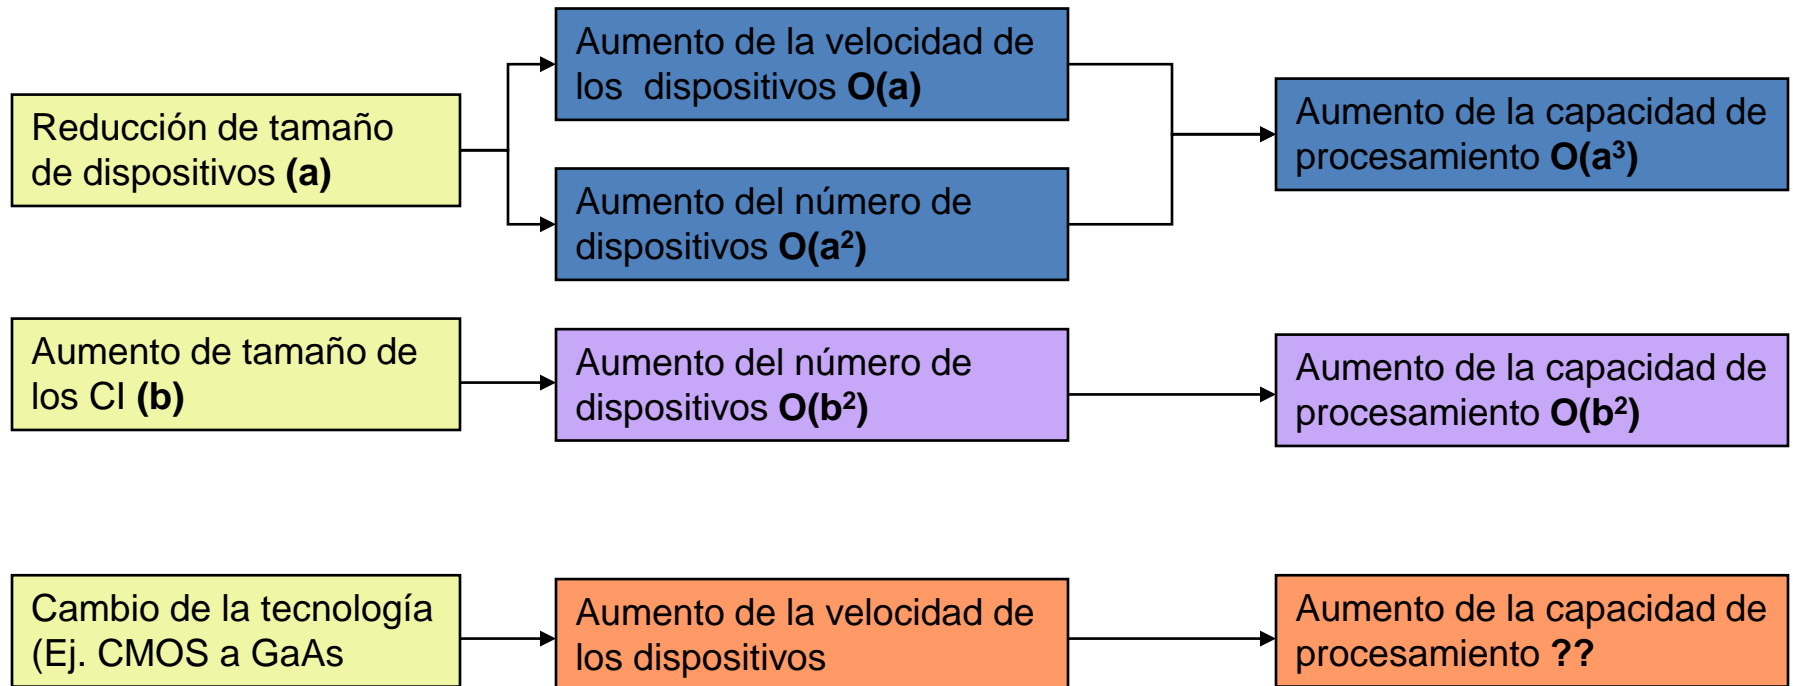 Reducción de tamaño
de dispositivos (a)
Aumento de la velocidad de
los dispositivos O(a)
Aumento del número de
dispositivos O(a²)
Aumento de la capacidad de
procesamiento O(a³)
Aumento de tamaño de
los CI (b)
Aumento del número de
dispositivos O(b²)
Aumento de la capacidad de
procesamiento O(b²)
Cambio de la tecnología
(Ej. CMOS a GaAs
Aumento de la velocidad de
los dispositivos
Aumento de la capacidad de
procesamiento ??